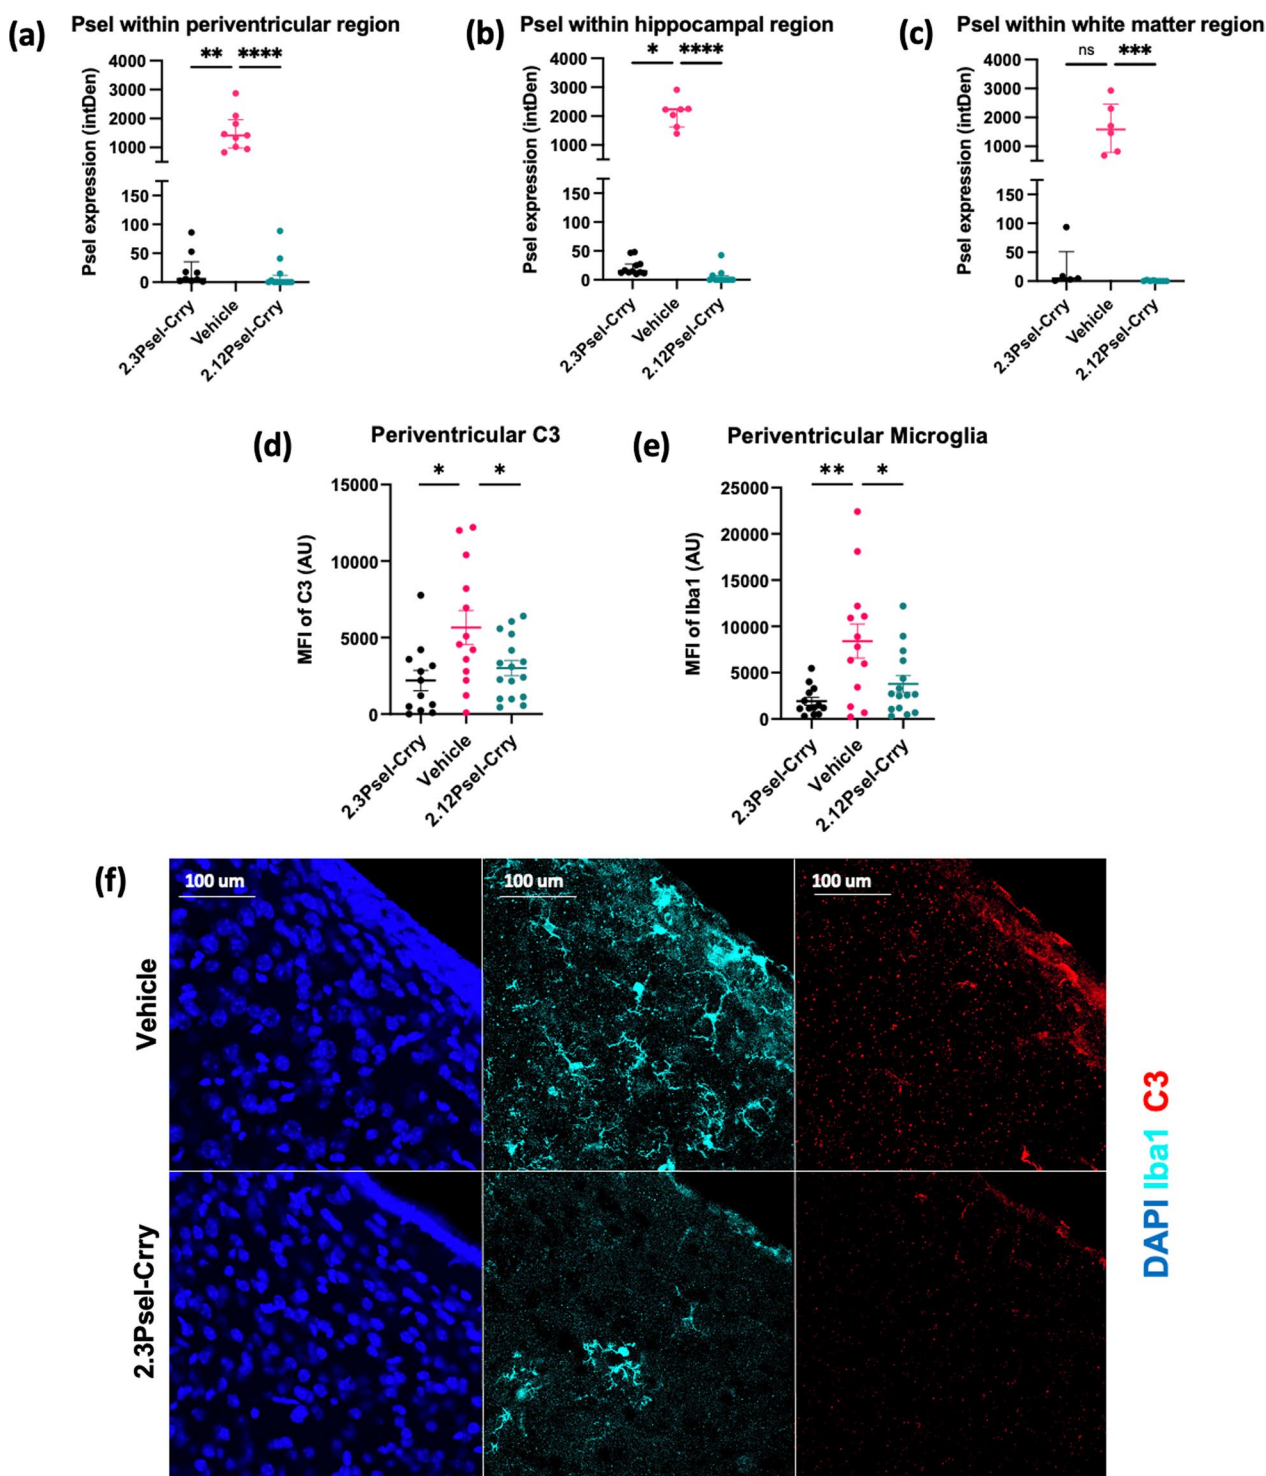 (a) Psel within periventricular region
** ****
Psel expression (intDen)
4000
3000
2000
1000
150
100
50
0
2.3Psel-Crry
Vehicle
2.12Psel-Crry
(b) Psel within hippocampal region
* ****
Psel expression (intDen)
4000
3000
2000
1000
150
100
50
0
2.3Psel-Crry
Vehicle
2.12Psel-Crry
(c) Psel within white matter region
ns ***
Psel expression (intDen)
4000
3000
2000
1000
150
100
50
0
2.3Psel-Crry
Vehicle
2.12Psel-Crry
(d) Periventricular C3
* *
MFI of C3 (AU)
15000
10000
5000
0
2.3Psel-Crry
Vehicle
2.12Psel-Crry
(e) Periventricular Microglia
** *
MFI of Iba1 (AU)
25000
20000
15000
10000
5000
0
2.3Psel-Crry
Vehicle
2.12Psel-Crry
(f)
100 um 100 um 100 um
Vehicle
2.3Psel-Crry
DAPI Iba1 C3